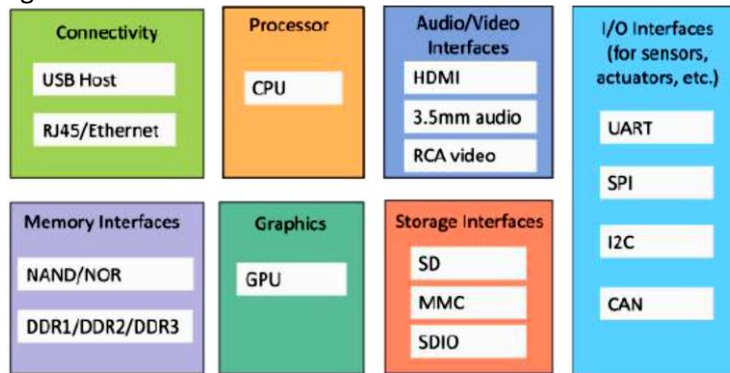 Connectivity
USB Host
RJ45/Ethernet
Processor
CPU
Audio/Video
Interfaces
HDMI
3.5mm audio
RCA video
I/O Interfaces
(for sensors,
actuators, etc.)
UART
SPI
I2C
CAN
Memory Interfaces
NAND/NOR
DDR1/DDR2/DDR3
Graphics
GPU
Storage Interfaces
SD
MMC
SDIO